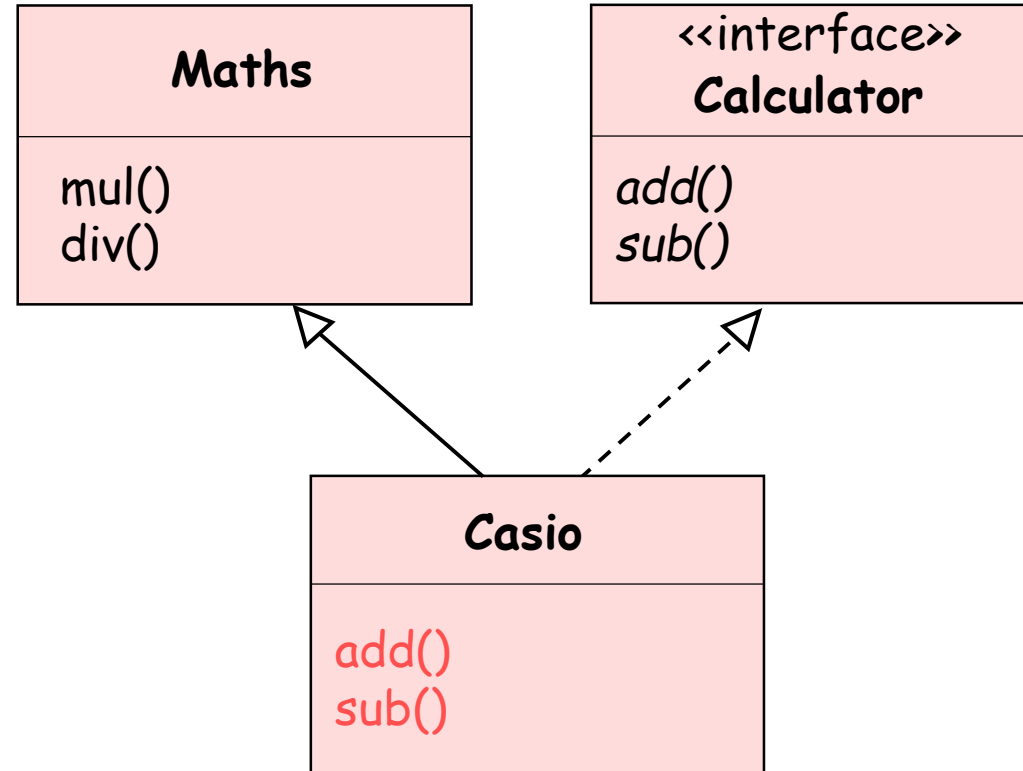 Maths
mul()
div()
<<interface>>
Calculator
add()
sub()
Casio
add()
sub()